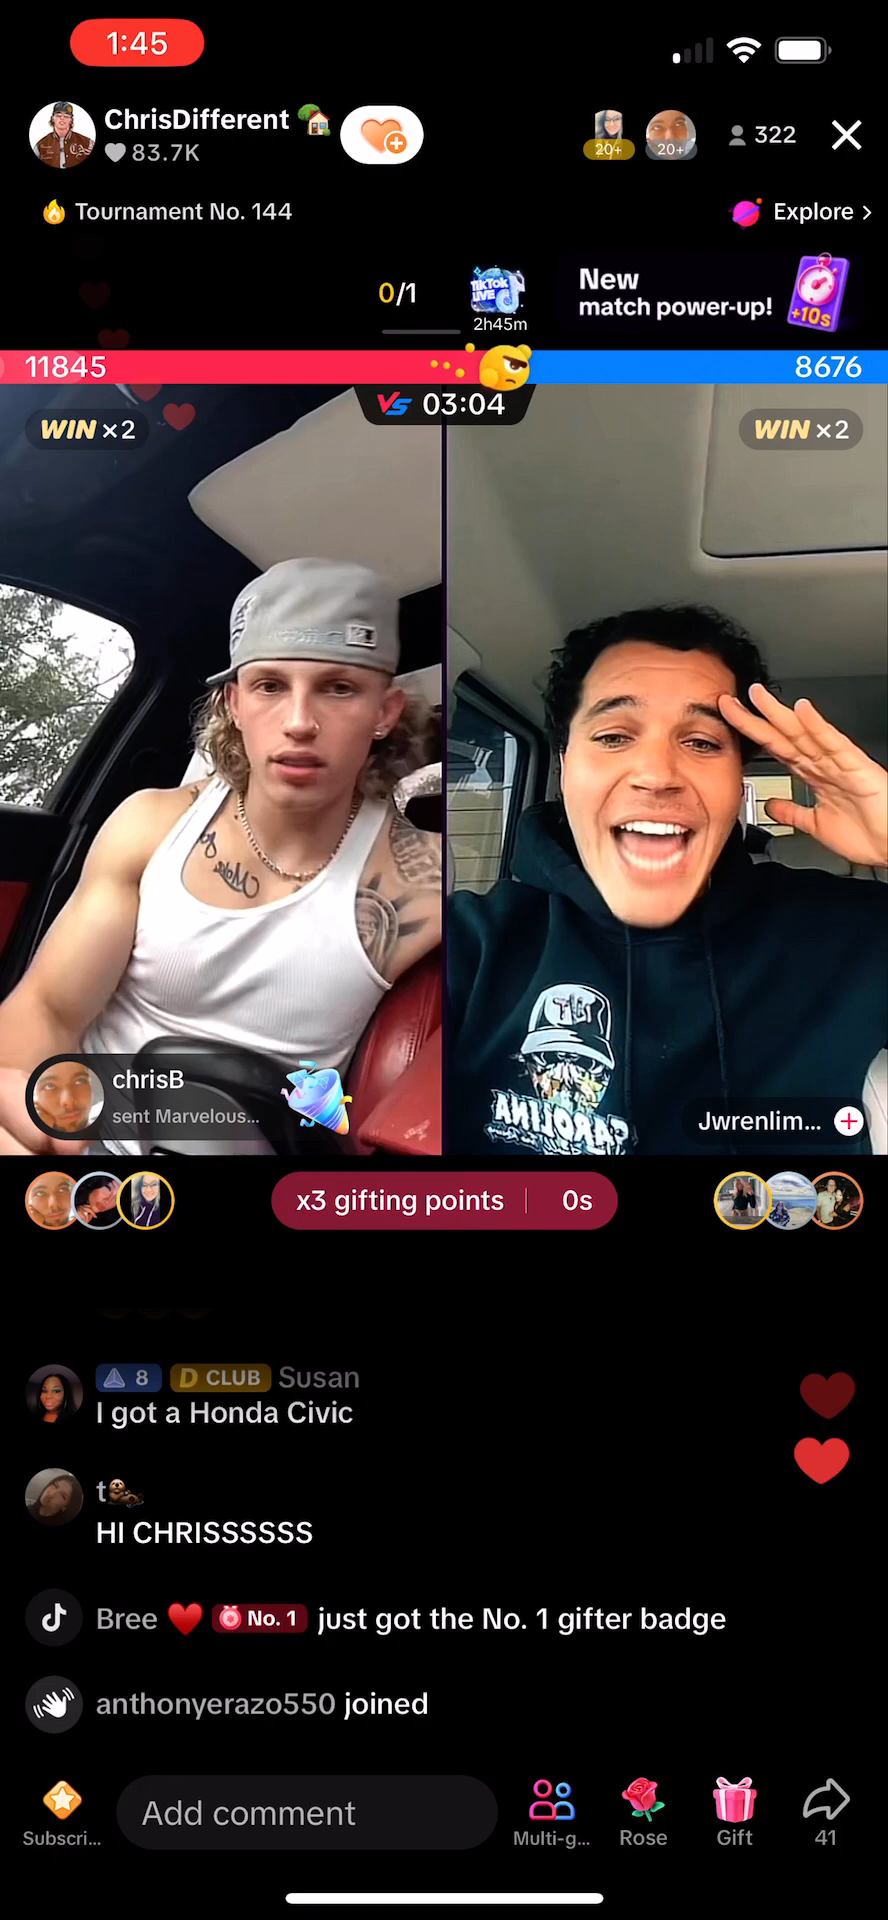 1:45
ChrisDifferent
83.7K
20+
20+
322
Tournament No. 144
Explore >
0/1
TikTok
LIVE
2h45m
New
match power-up!
+10s
11845
8676
VS 03:04
WIN ×2
WIN ×2
chrisB
sent Marvelous...
CAROLINA
Jwrenlim...
x3 gifting points
0s
8 D CLUB Susan
I got a Honda Civic
t
HI CHRISSSSSS
Bree No. 1 just got the No. 1 gifter badge
anthonyerazo550 joined
Add comment
Subscri...
Multi-g...
Rose
Gift
41